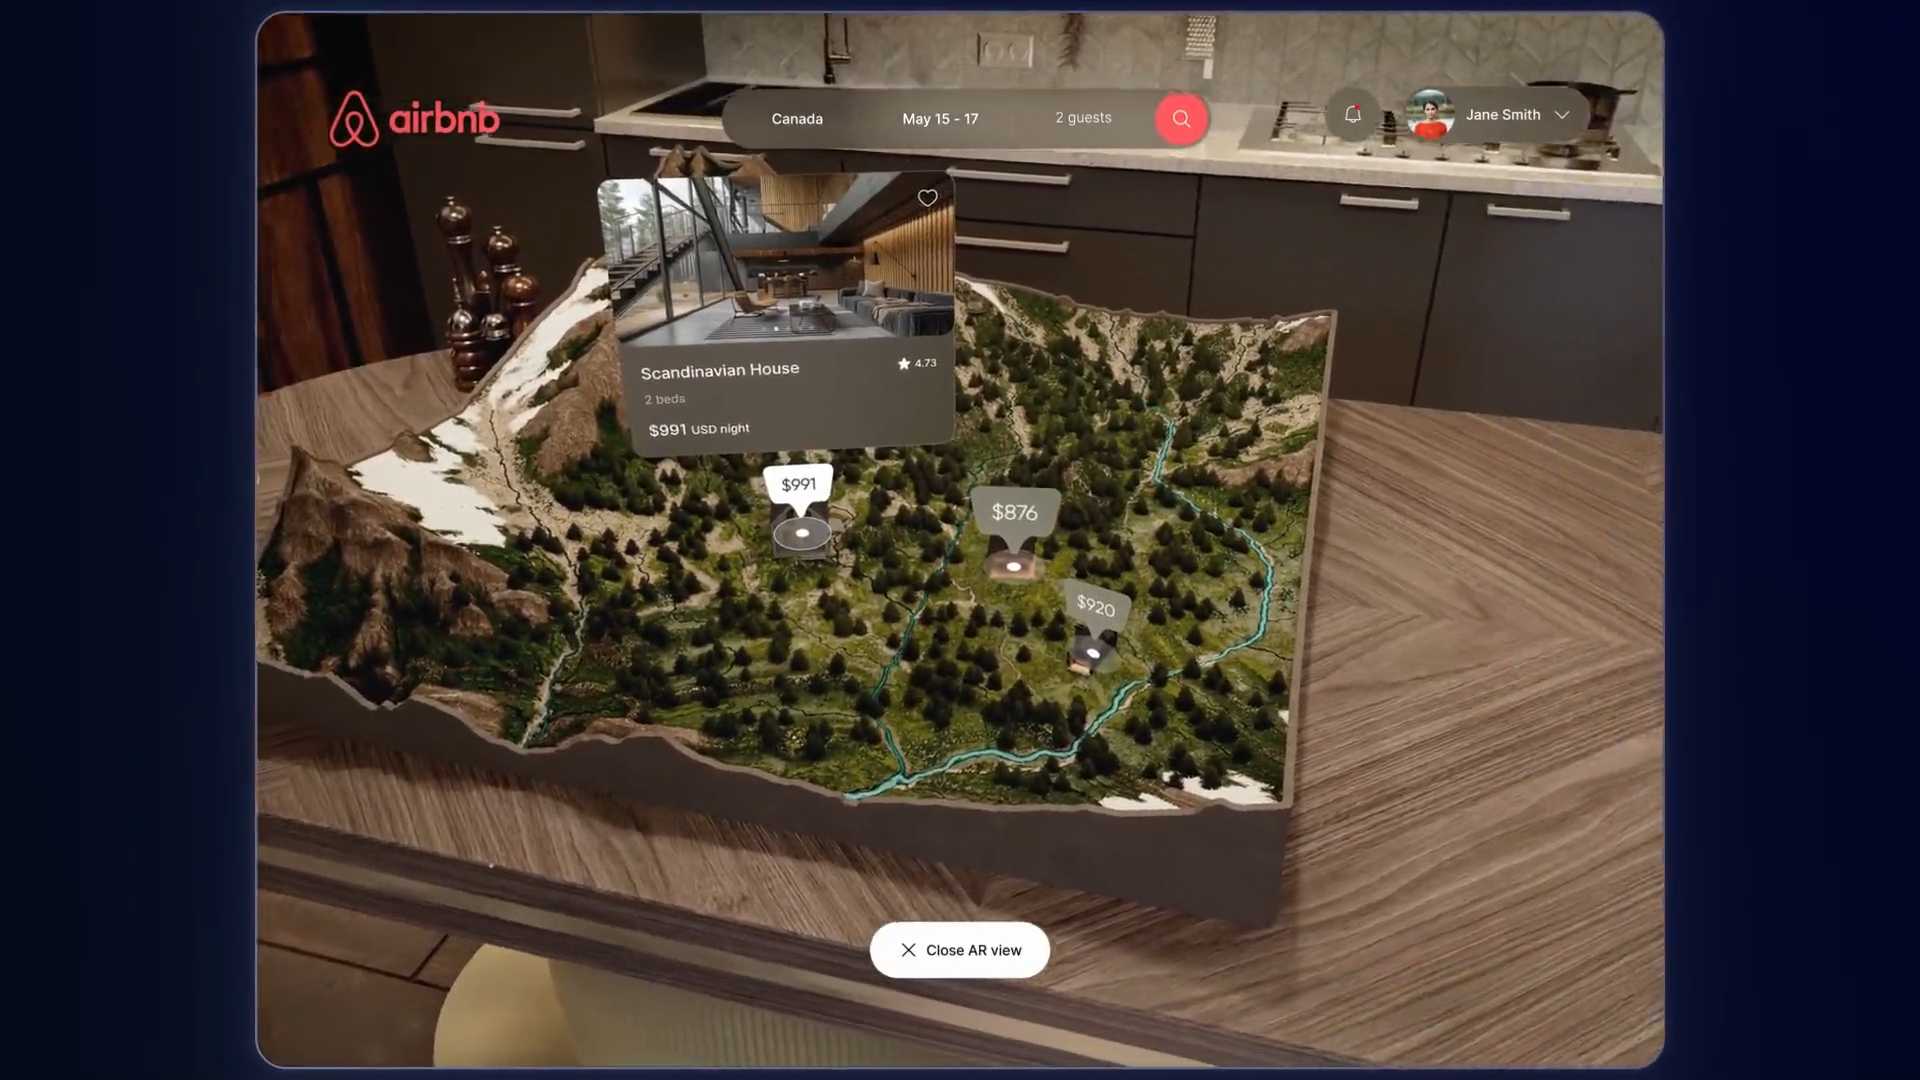 airbnb
Canada
May 15 - 17
2 guests
Jane Smith
Scandinavian House
4.73
2 beds
$991 USD night
$991
$876
$920
Close AR view